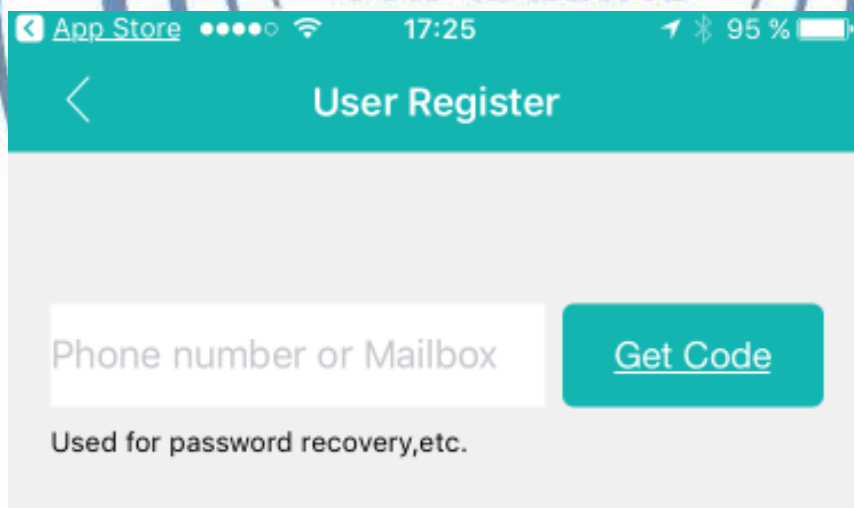 App Store 17:25 95 %
User Register
Phone number or Mailbox
Get Code
Used for password recovery,etc.